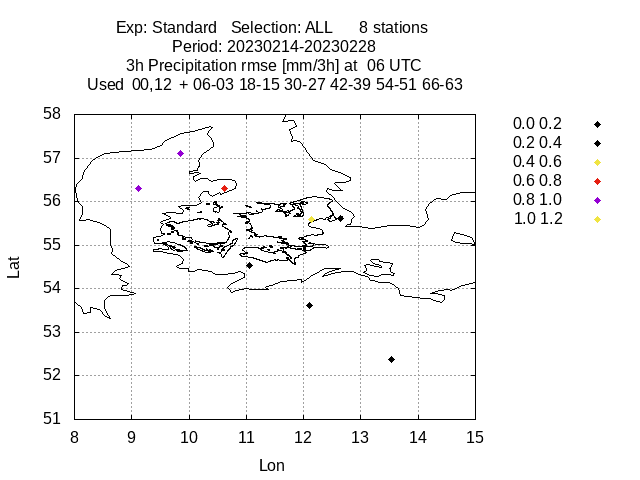 Exp: Standard   Selection: ALL      8 stations
Period: 20230214-20230228
3h Precipitation rmse [mm/3h] at  06 UTC
Used  00,12  + 06-03 18-15 30-27 42-39 54-51 66-63
58
57
56
55
54
53
52
51
Lat
8 9 10 11 12 13 14 15
Lon
0.0 0.2
0.2 0.4
0.4 0.6
0.6 0.8
0.8 1.0
1.0 1.2